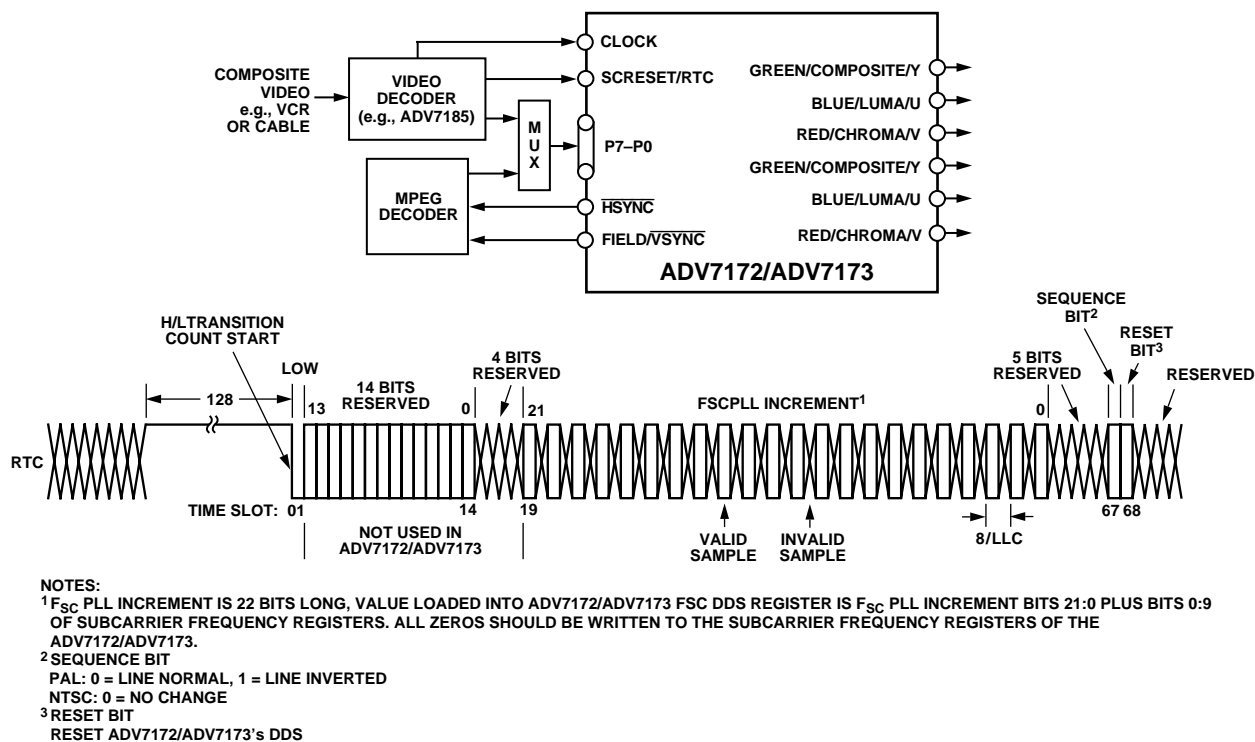 COMPOSITE
VIDEO
e.g., VCR
OR CABLE
VIDEO
DECODER
(e.g., ADV7185)
MPEG
DECODER
M
U
X
CLOCK
SCRESET/RTC
P7–P0
HSYNC
FIELD/VSYNC
GREEN/COMPOSITE/Y
BLUE/LUMA/U
RED/CHROMA/V
GREEN/COMPOSITE/Y
BLUE/LUMA/U
RED/CHROMA/V
ADV7172/ADV7173
H/LTRANSITION
COUNT START
LOW
128
13
14 BITS
RESERVED
0
4 BITS
RESERVED
21
FSCPLL INCREMENT1
0
5 BITS
RESERVED
SEQUENCE
BIT2
RESET
BIT3
RESERVED
RTC
TIME SLOT: 01
14
19
67 68
NOT USED IN
ADV7172/ADV7173
VALID
SAMPLE
INVALID
SAMPLE
8/LLC
NOTES:
1 FSC PLL INCREMENT IS 22 BITS LONG, VALUE LOADED INTO ADV7172/ADV7173 FSC DDS REGISTER IS FSC PLL INCREMENT BITS 21:0 PLUS BITS 0:9
OF SUBCARRIER FREQUENCY REGISTERS. ALL ZEROS SHOULD BE WRITTEN TO THE SUBCARRIER FREQUENCY REGISTERS OF THE
ADV7172/ADV7173.
2 SEQUENCE BIT
PAL: 0 = LINE NORMAL, 1 = LINE INVERTED
NTSC: 0 = NO CHANGE
3 RESET BIT
RESET ADV7172/ADV7173's DDS